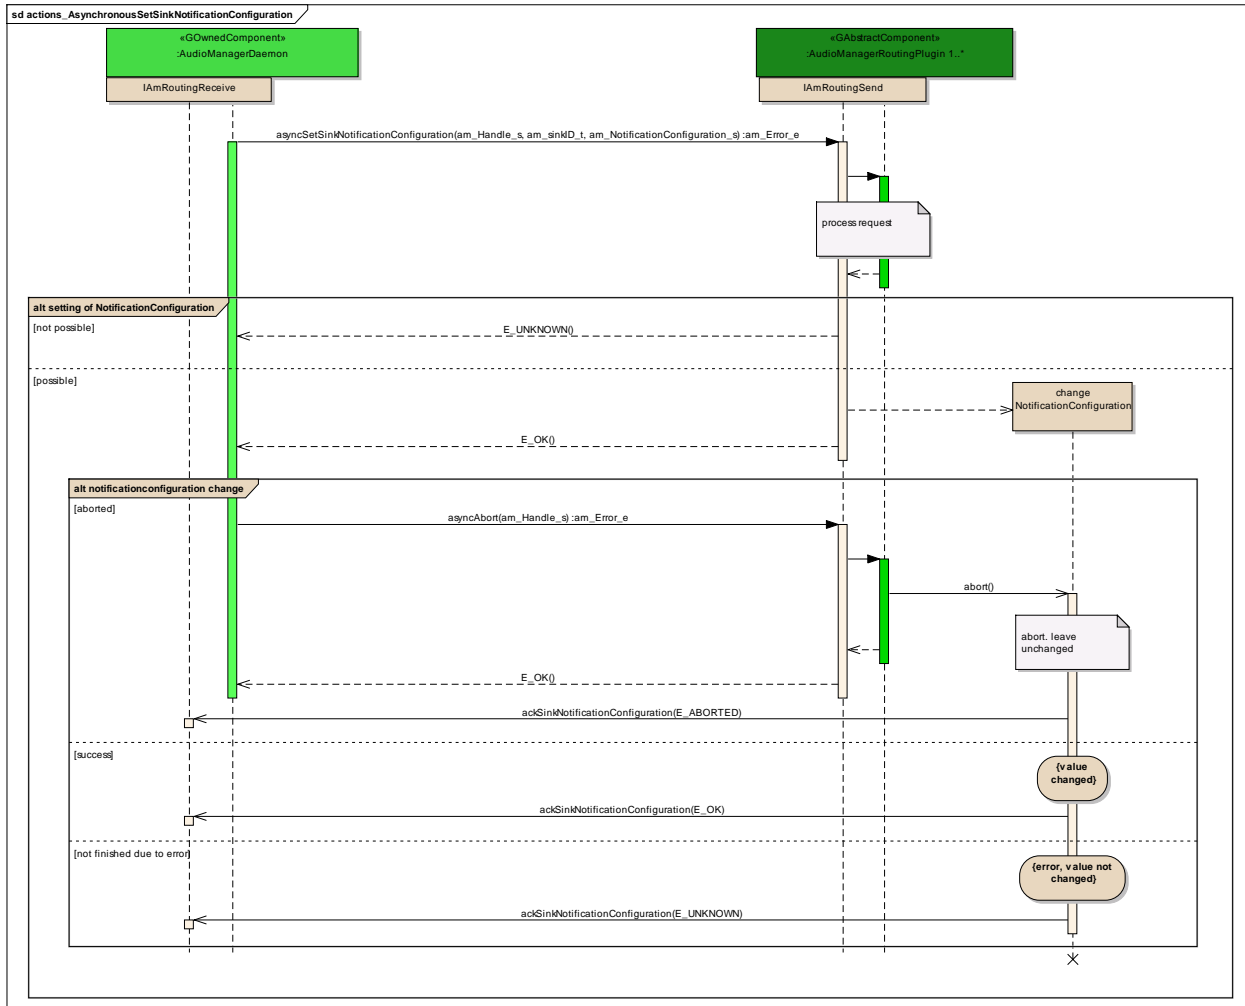 sd actions_AsynchronousSetSinkNotificationConfiguration
«GOwnedComponent»
:AudioManagerDaemon
«GAbstractComponent»
:AudioManagerRoutingPlugin 1..*
IAmRoutingReceive
IAmRoutingSend
asyncSetSinkNotificationConfiguration(am_Handle_s, am_sinkID_t, am_NotificationConfiguration_s) :am_Error_e
process request
alt setting of NotificationConfiguration
[not possible]
E_UNKNOWN()
[possible]
change
NotificationConfiguration
E_OK()
alt notificationconfiguration change
[aborted]
asyncAbort(am_Handle_s) :am_Error_e
abort()
abort. leave
unchanged
E_OK()
ackSinkNotificationConfiguration(E_ABORTED)
[success]
{value
changed}
ackSinkNotificationConfiguration(E_OK)
[not finished due to error]
{error, value not
changed}
ackSinkNotificationConfiguration(E_UNKNOWN)